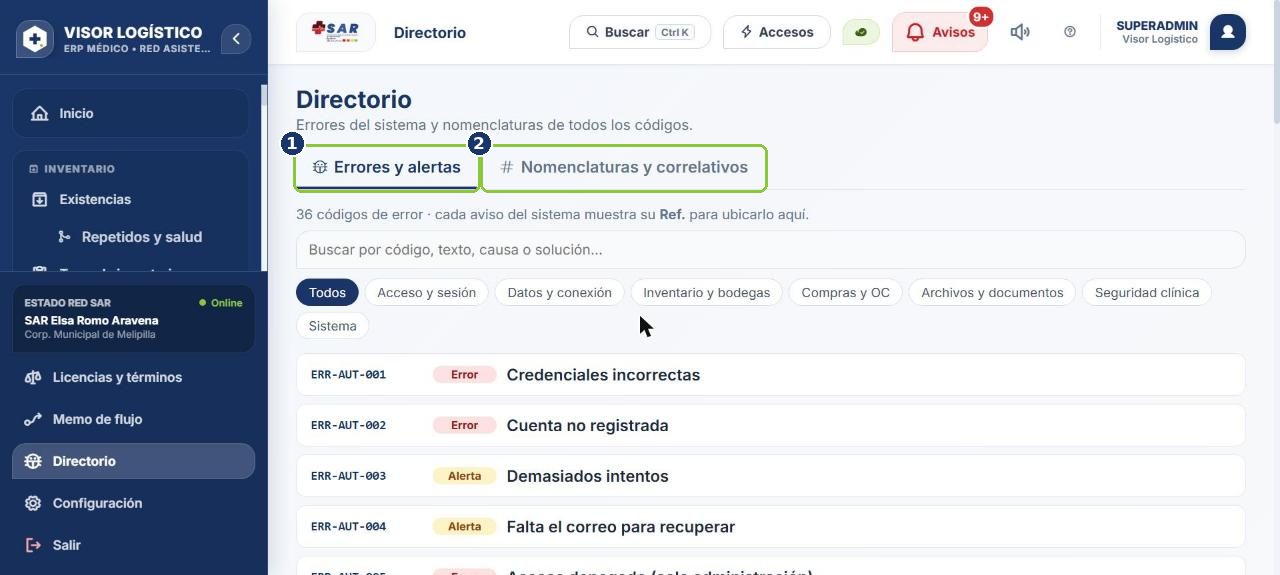 VISOR LOGÍSTICO
ERP MÉDICO • RED ASISTE...
Inicio
INVENTARIO
Existencias
Repetidos y salud
ESTADO RED SAR
Online
SAR Elsa Romo Aravena
Corp. Municipal de Melipilla
Licencias y términos
Memo de flujo
Directorio
Configuración
Salir
SAR
Directorio
Buscar Ctrl K
Accesos
Avisos
9+
SUPERADMIN
Visor Logístico
Directorio
Errores del sistema y nomenclaturas de todos los códigos.
1
Errores y alertas
2
# Nomenclaturas y correlativos
36 códigos de error · cada aviso del sistema muestra su Ref. para ubicarlo aquí.
Buscar por código, texto, causa o solución...
Todos
Acceso y sesión
Datos y conexión
Inventario y bodegas
Compras y OC
Archivos y documentos
Seguridad clínica
Sistema
ERR-AUT-001 Error Credenciales incorrectas
ERR-AUT-002 Error Cuenta no registrada
ERR-AUT-003 Alerta Demasiados intentos
ERR-AUT-004 Alerta Falta el correo para recuperar